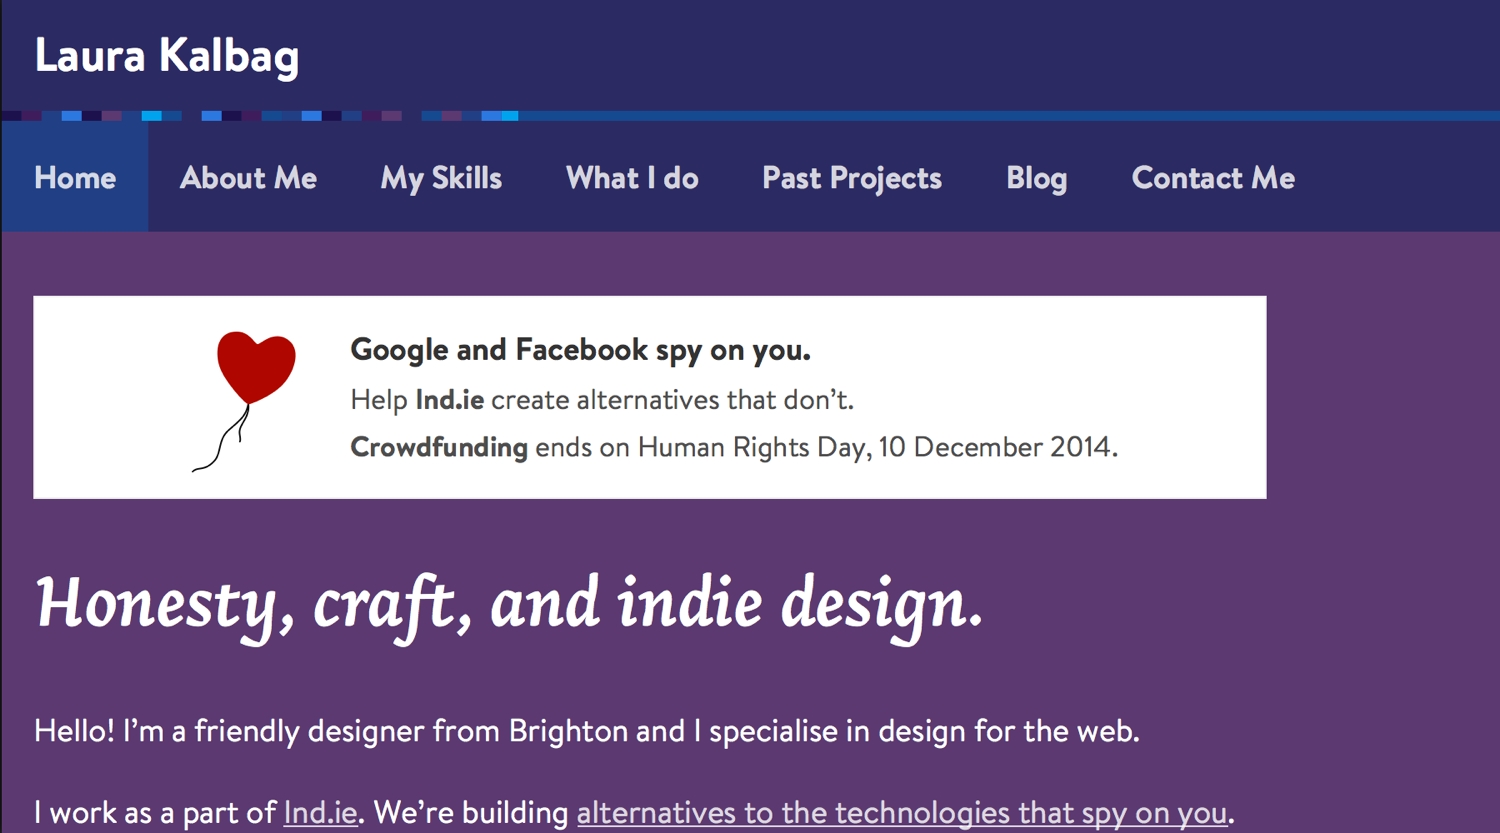 Laura Kalbag
Home About Me My Skills What I do Past Projects Blog Contact Me
Google and Facebook spy on you.
Help Ind.ie create alternatives that don’t.
Crowdfunding ends on Human Rights Day, 10 December 2014.
Honesty, craft, and indie design.
Hello! I’m a friendly designer from Brighton and I specialise in design for the web.
I work as a part of Ind.ie. We’re building alternatives to the technologies that spy on you.